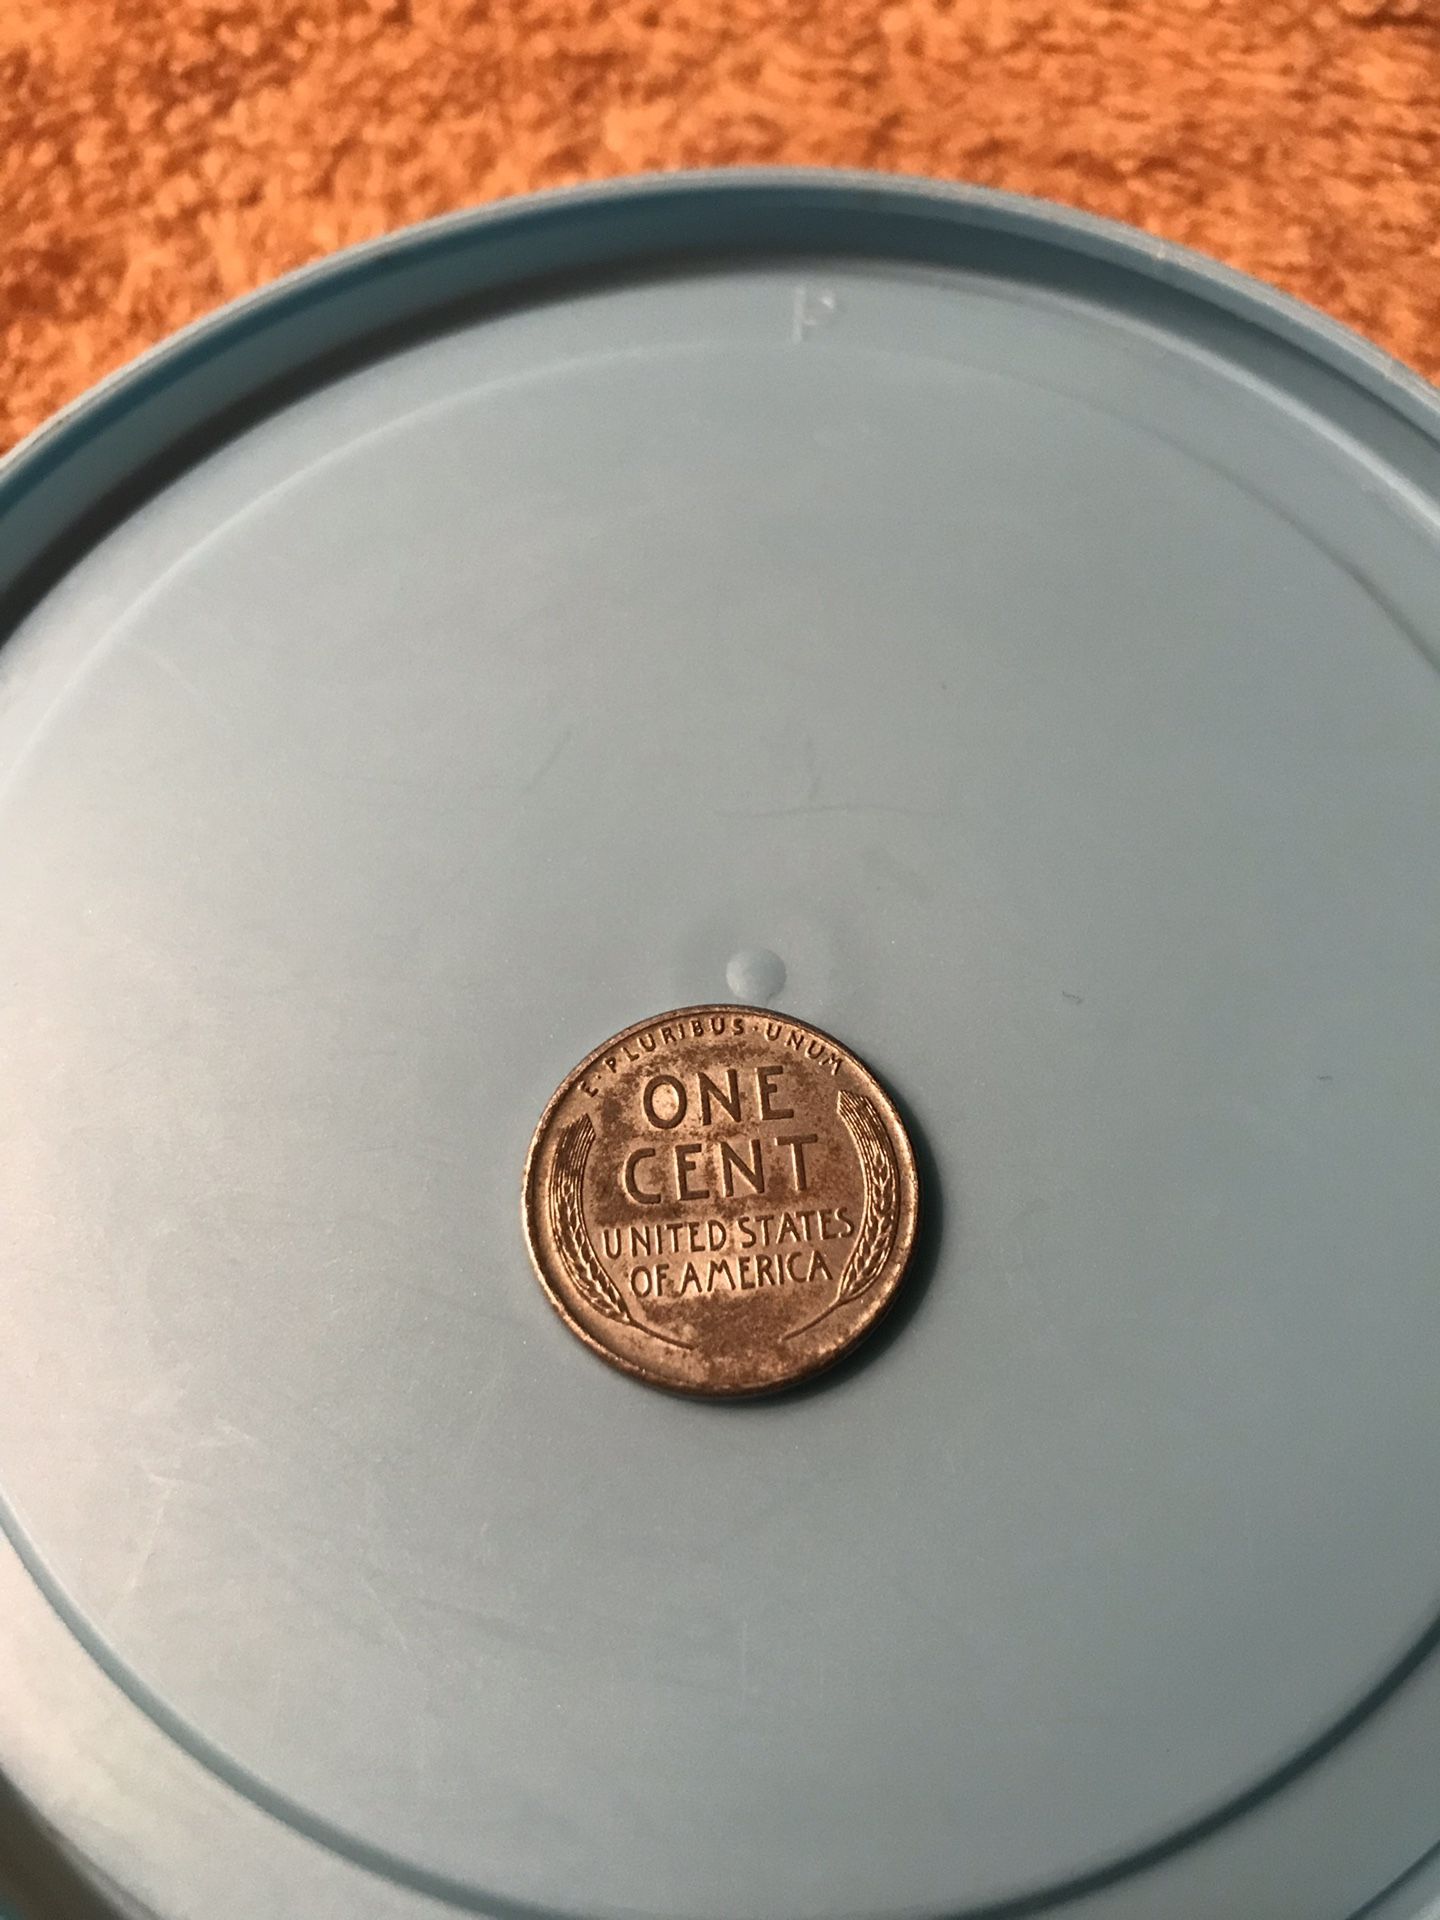 E·PLURIBUS·UNUM
ONE
CENT
UNITED STATES
OF AMERICA